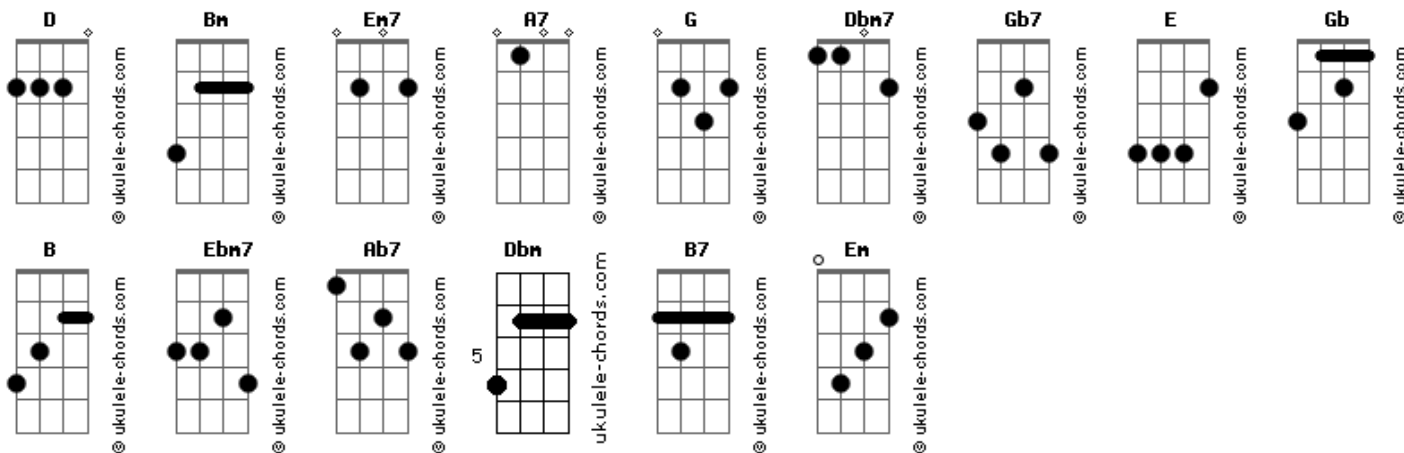 D Bm Em7 A7 G Dbm7 Gb7 E Gb
© ukulele-chords.com © ukulele-chords.com © ukulele-chords.com © ukulele-chords.com © ukulele-chords.com © ukulele-chords.com © ukulele-chords.com © ukulele-chords.com © ukulele-chords.com
B Ebm7 Ab7 Dbm B7 Em
5
© ukulele-chords.com © ukulele-chords.com © ukulele-chords.com ukulele-chords.com © ukulele-chords.com © ukulele-chords.com